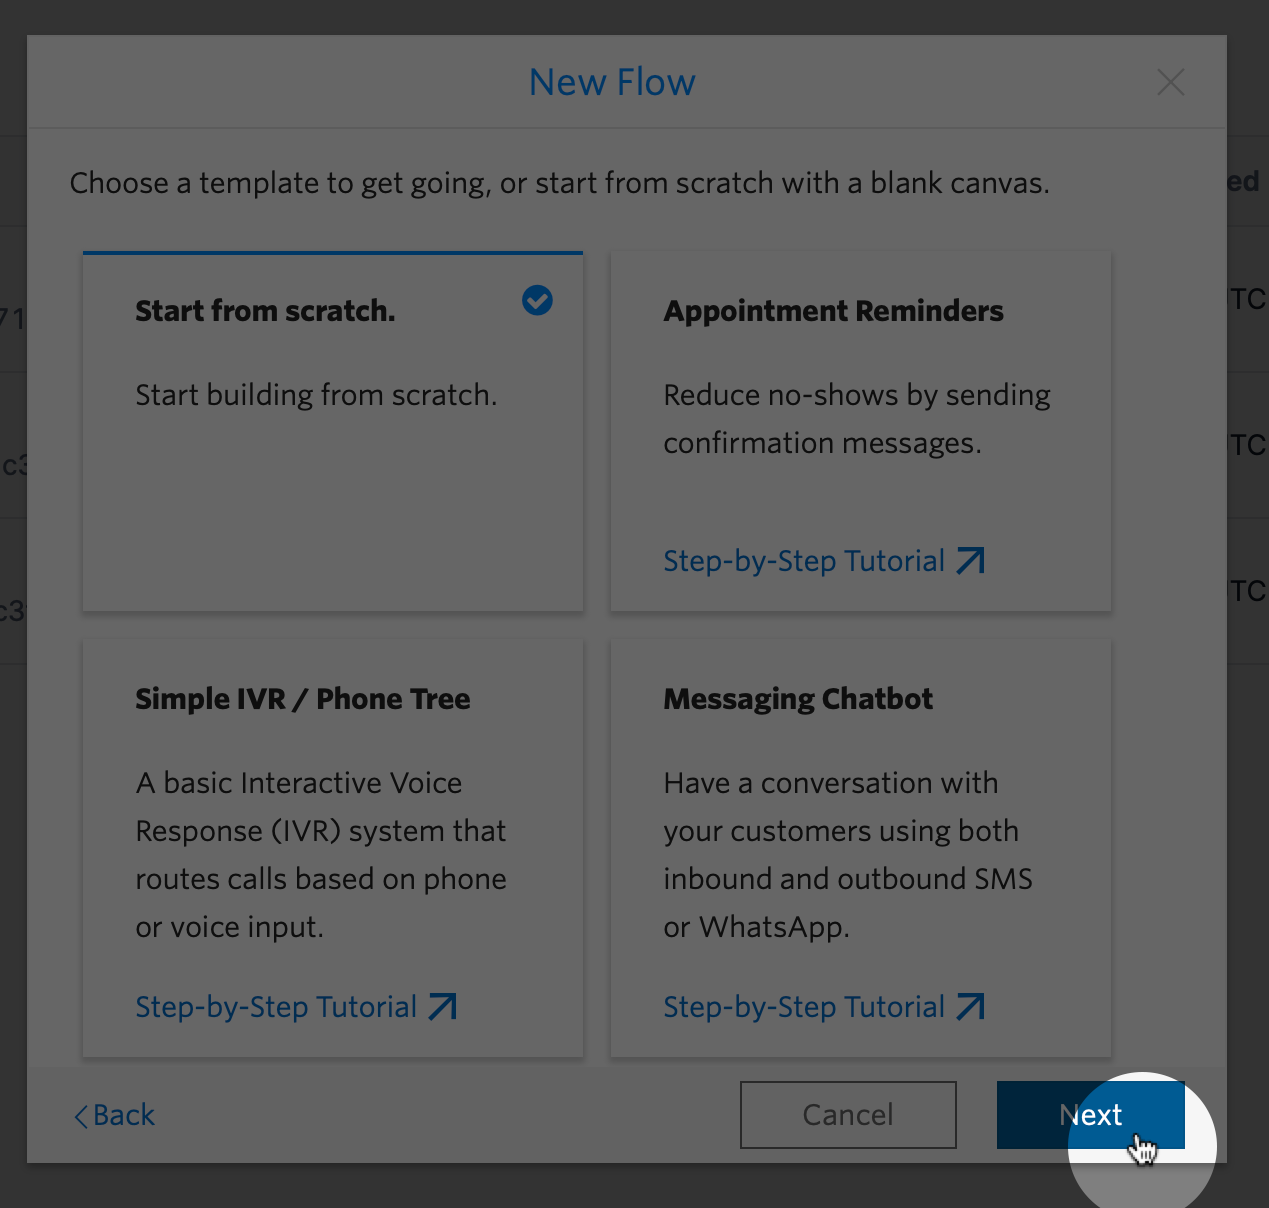 New Flow
Choose a template to get going, or start from scratch with a blank canvas.
Start from scratch.
Start building from scratch.
Appointment Reminders
Reduce no-shows by sending
confirmation messages.
Step-by-Step Tutorial
Simple IVR / Phone Tree
A basic Interactive Voice
Response (IVR) system that
routes calls based on phone
or voice input.
Step-by-Step Tutorial
Messaging Chatbot
Have a conversation with
your customers using both
inbound and outbound SMS
or WhatsApp.
Step-by-Step Tutorial
Back
Cancel
Next
ed
71
TC
c3
TC
c3
TC